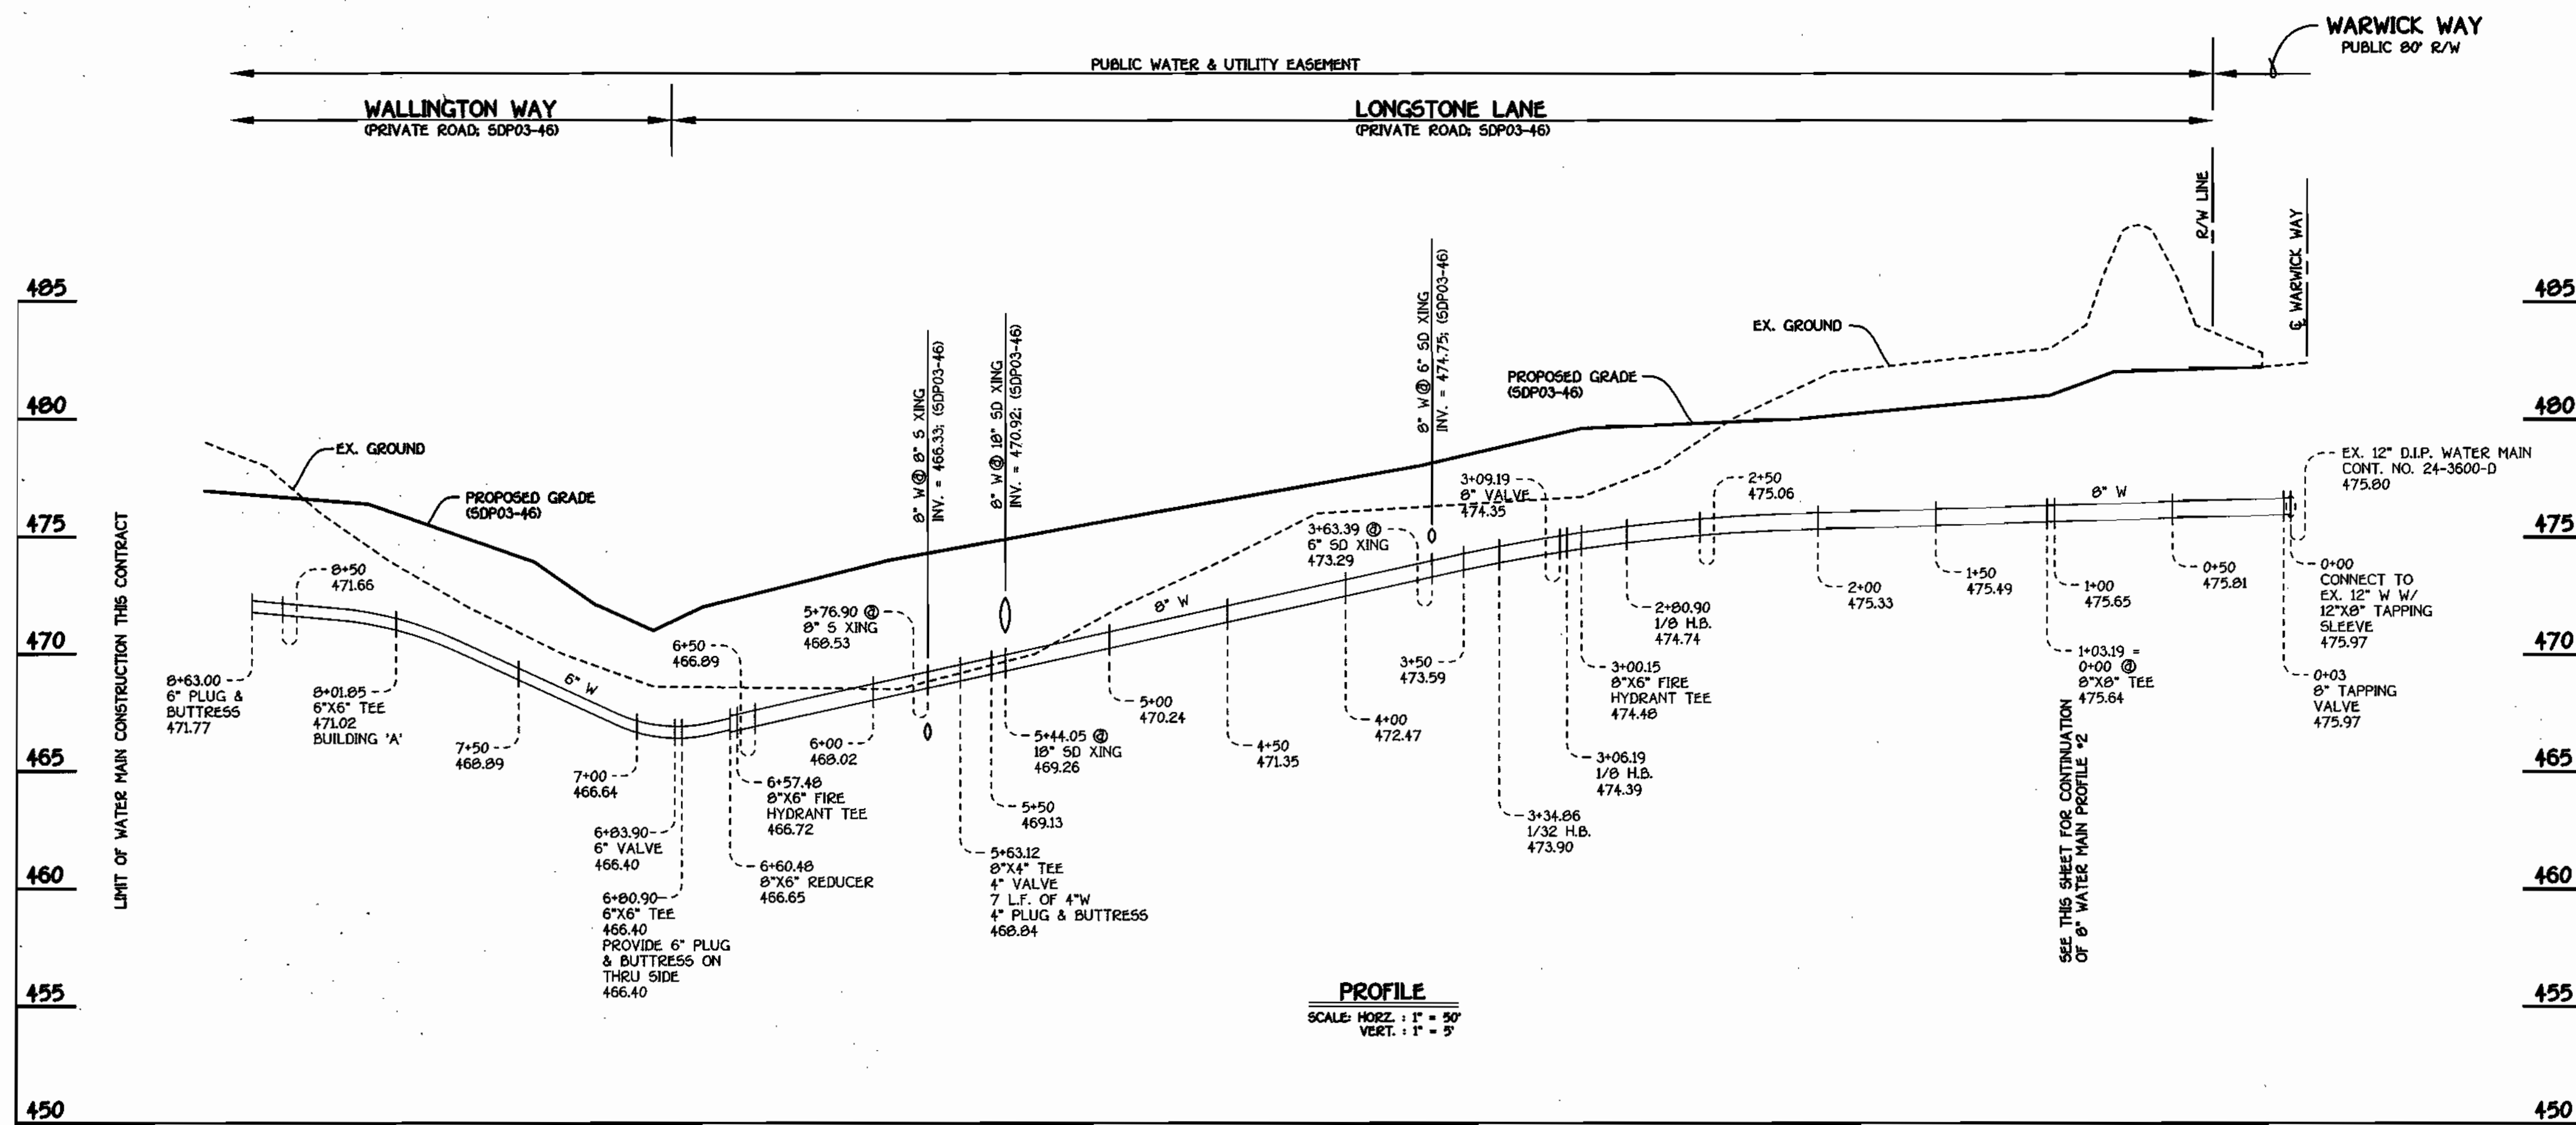 WARWICK WAY
PUBLIC 80' R/W
PUBLIC WATER & UTILITY EASEMENT
WALLINGTON WAY
(PRIVATE ROAD; SDP03-46)
LONGSTONE LANE
(PRIVATE ROAD; SDP03-46)
R/W LINE
℄ WARWICK WAY
485
480
475
470
465
460
455
450
LIMIT OF WATER MAIN CONSTRUCTION THIS CONTRACT
EX. GROUND
PROPOSED GRADE
(SDP03-46)
8+50
471.66
8+63.00
6" PLUG &
BUTTRESS
471.77
8+01.85
6"X6" TEE
471.02
BUILDING 'A'
7+50
468.89
6" W
7+00
466.64
6+83.90
6" VALVE
466.40
6+80.90
6"X6" TEE
466.40
PROVIDE 6" PLUG
& BUTTRESS ON
THRU SIDE
466.40
6+50
466.89
6+57.48
8"X6" FIRE
HYDRANT TEE
466.72
6+60.48
8"X6" REDUCER
466.65
6+00
468.02
5+76.90 @
8" S XING
468.53
8" W @ 8" S XING
INV. = 466.33; (SDP03-46)
8" W @ 18" SD XING
INV. = 470.92; (SDP03-46)
5+63.12
8"X4" TEE
4" VALVE
7 L.F. OF 4"W
4" PLUG & BUTTRESS
468.84
5+50
469.13
5+44.05 @
18" SD XING
469.26
8" W
5+00
470.24
4+50
471.35
4+00
472.47
3+63.39 @
6" SD XING
473.29
8" W @ 6" SD XING
INV. = 474.75; (SDP03-46)
3+50
473.59
3+34.86
1/32 H.B.
473.90
3+09.19
8" VALVE
474.35
3+06.19
1/8 H.B.
474.39
3+00.15
8"X6" FIRE
HYDRANT TEE
474.48
2+80.90
1/8 H.B.
474.74
2+50
475.06
PROPOSED GRADE
(SDP03-46)
EX. GROUND
2+00
475.33
1+50
475.49
1+03.19 =
0+00 @
8"X8" TEE
475.64
1+00
475.65
8" W
0+50
475.81
EX. 12" D.I.P. WATER MAIN
CONT. NO. 24-3600-D
475.80
0+00
CONNECT TO
EX. 12" W W/
12"X8" TAPPING
SLEEVE
475.97
0+03
8" TAPPING
VALVE
475.97
SEE THIS SHEET FOR CONTINUATION
OF 8" WATER MAIN PROFILE #2
PROFILE
SCALE: HORZ. : 1" = 50'
VERT. : 1" = 5'
485
480
475
470
465
460
455
450